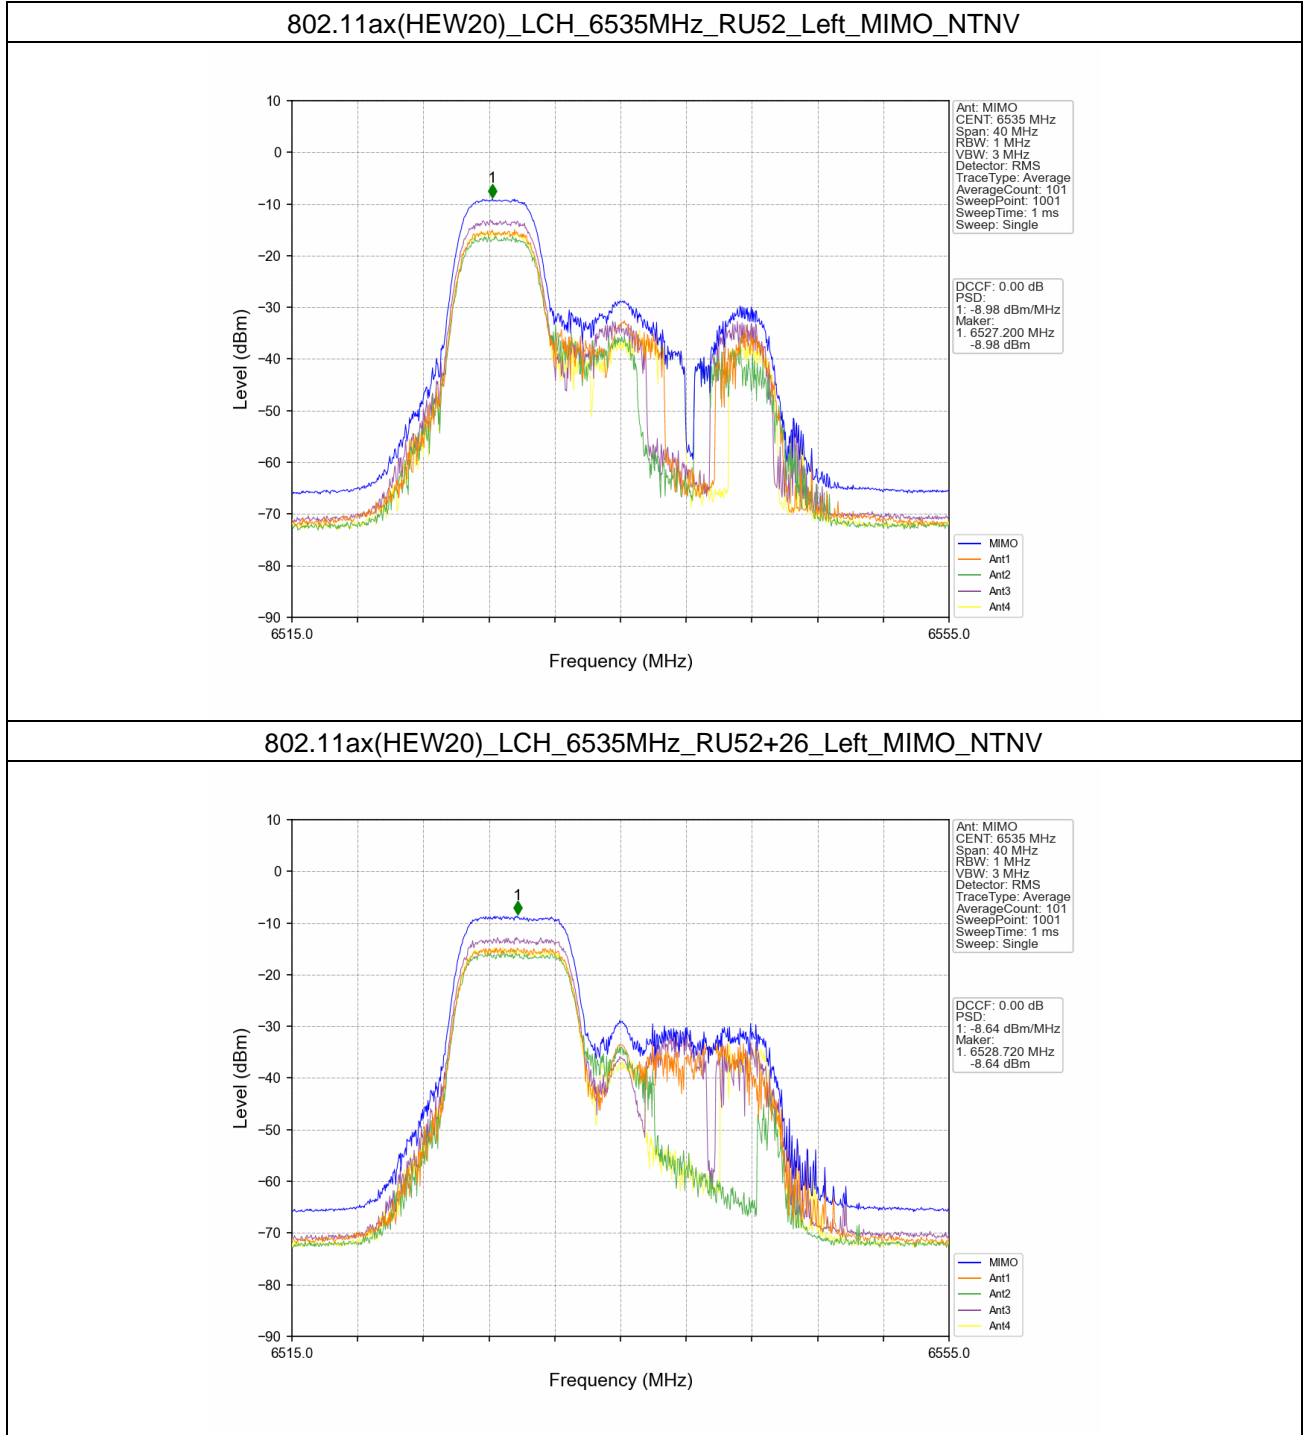 802.11ax(HEW20)_LCH_6535MHz_RU52_Left_MIMO_NTNV
10
0
−10
−20
−30
−40
−50
−60
−70
−80
−90
Level (dBm)
1
6515.0
6555.0
Frequency (MHz)
Ant: MIMO
CENT: 6535 MHz
Span: 40 MHz
RBW: 1 MHz
VBW: 3 MHz
Detector: RMS
TraceType: Average
AverageCount: 101
SweepPoint: 1001
SweepTime: 1 ms
Sweep: Single
DCCF: 0.00 dB
PSD:
1: -8.98 dBm/MHz
Maker:
1. 6527.200 MHz
-8.98 dBm
MIMO
Ant1
Ant2
Ant3
Ant4
802.11ax(HEW20)_LCH_6535MHz_RU52+26_Left_MIMO_NTNV
10
0
−10
−20
−30
−40
−50
−60
−70
−80
−90
Level (dBm)
1
6515.0
6555.0
Frequency (MHz)
Ant: MIMO
CENT: 6535 MHz
Span: 40 MHz
RBW: 1 MHz
VBW: 3 MHz
Detector: RMS
TraceType: Average
AverageCount: 101
SweepPoint: 1001
SweepTime: 1 ms
Sweep: Single
DCCF: 0.00 dB
PSD:
1: -8.64 dBm/MHz
Maker:
1. 6528.720 MHz
-8.64 dBm
MIMO
Ant1
Ant2
Ant3
Ant4